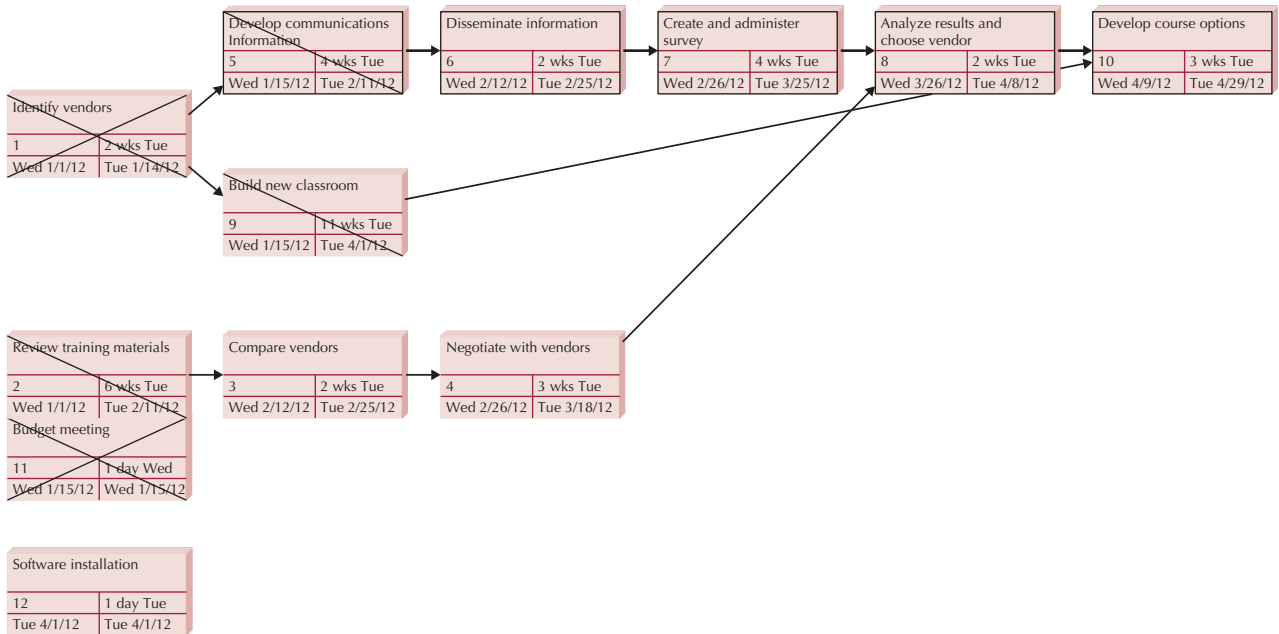 Develop communications
Information
5 4 wks Tue
Wed 1/15/12 Tue 2/11/12
Disseminate information
6 2 wks Tue
Wed 2/12/12 Tue 2/25/12
Create and administer
survey
7 4 wks Tue
Wed 2/26/12 Tue 3/25/12
Analyze results and
choose vendor
8 2 wks Tue
Wed 3/26/12 Tue 4/8/12
Develop course options
10 3 wks Tue
Wed 4/9/12 Tue 4/29/12
Identify vendors
1 2 wks Tue
Wed 1/1/12 Tue 1/14/12
Build new classroom
9 11 wks Tue
Wed 1/15/12 Tue 4/1/12
Review training materials
2 6 wks Tue
Wed 1/1/12 Tue 2/11/12
Compare vendors
3 2 wks Tue
Wed 2/12/12 Tue 2/25/12
Negotiate with vendors
4 3 wks Tue
Wed 2/26/12 Tue 3/18/12
Budget meeting
11 1 day Wed
Wed 1/15/12 Wed 1/15/12
Software installation
12 1 day Tue
Tue 4/1/12 Tue 4/1/12